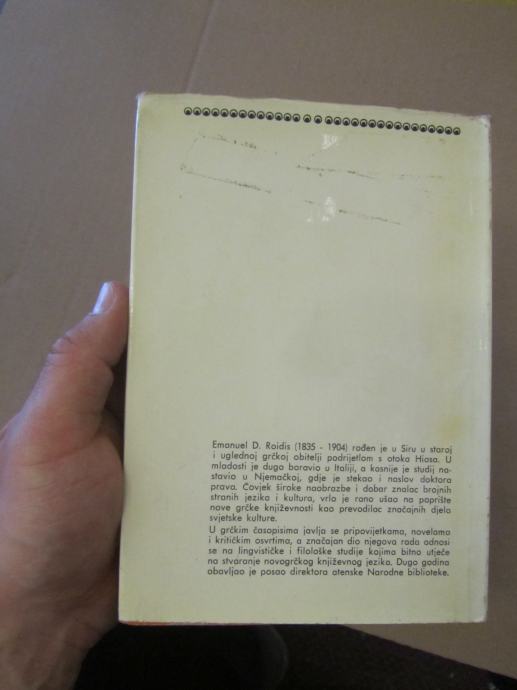 Emanuel D. Roidis (1835 - 1904) rođen je u Siru u staroj
i uglednoj grčkoj obitelji podrijetlom s otoka Hiosa. U
mladosti je dugo boravio u Italiji, a kasnije je studij na-
stavio u Njemačkoj, gdje je stekao i naslov doktora
prava. Čovjek široke naobrazbe i dobar znalac brojnih
stranih jezika i kultura, vrlo je rano ušao na poprište
nove grčke književnosti kao prevodilac značajnih djela
svjetske kulture.
U grčkim časopisima javlja se pripovijetkama, novelama
i kritičkim osvrtima, a značajan dio njegova rada odnosi
se na lingvističke i filološke studije kojima bitno utječe
na stvaranje novogrčkog književnog jezika. Dugo godina
obavljao je posao direktora atenske Narodne biblioteke.